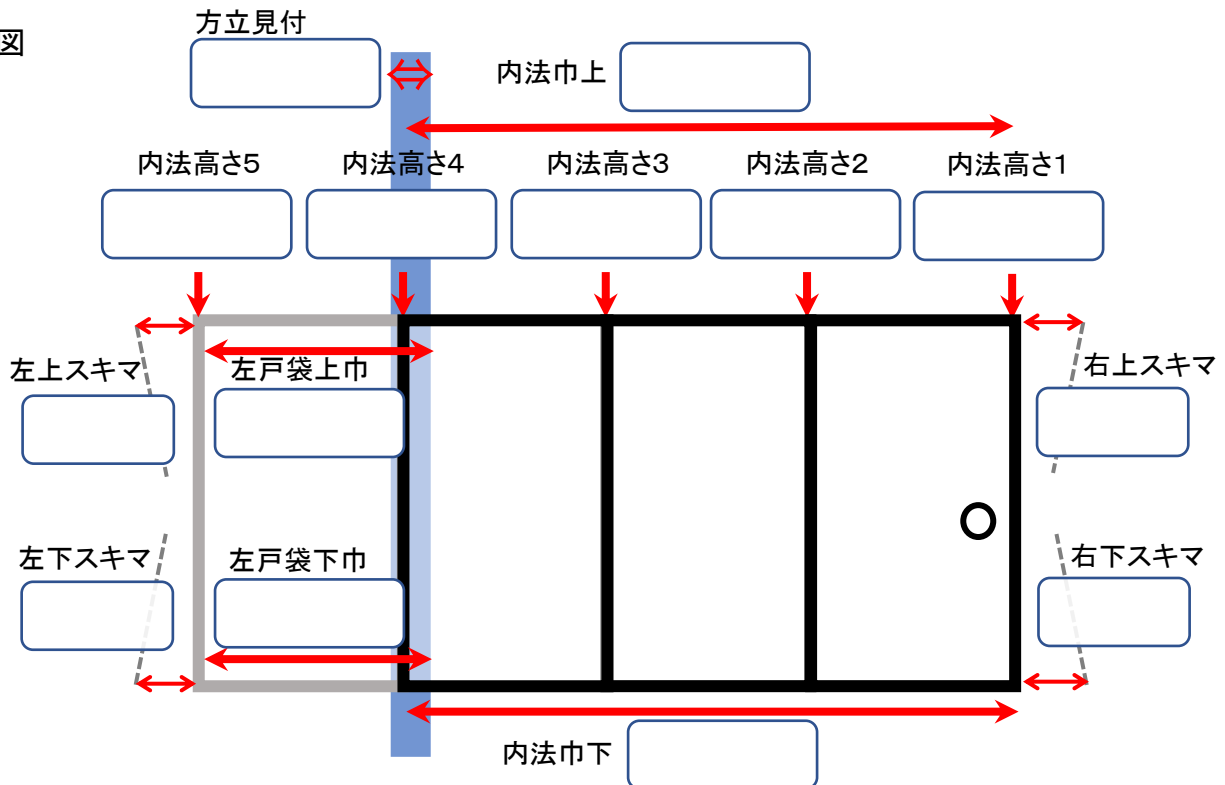 図
方立見付
内法巾上
内法高さ5
内法高さ4
内法高さ3
内法高さ2
内法高さ1
左上スキマ
左戸袋上巾
右上スキマ
左下スキマ
左戸袋下巾
右下スキマ
内法巾下